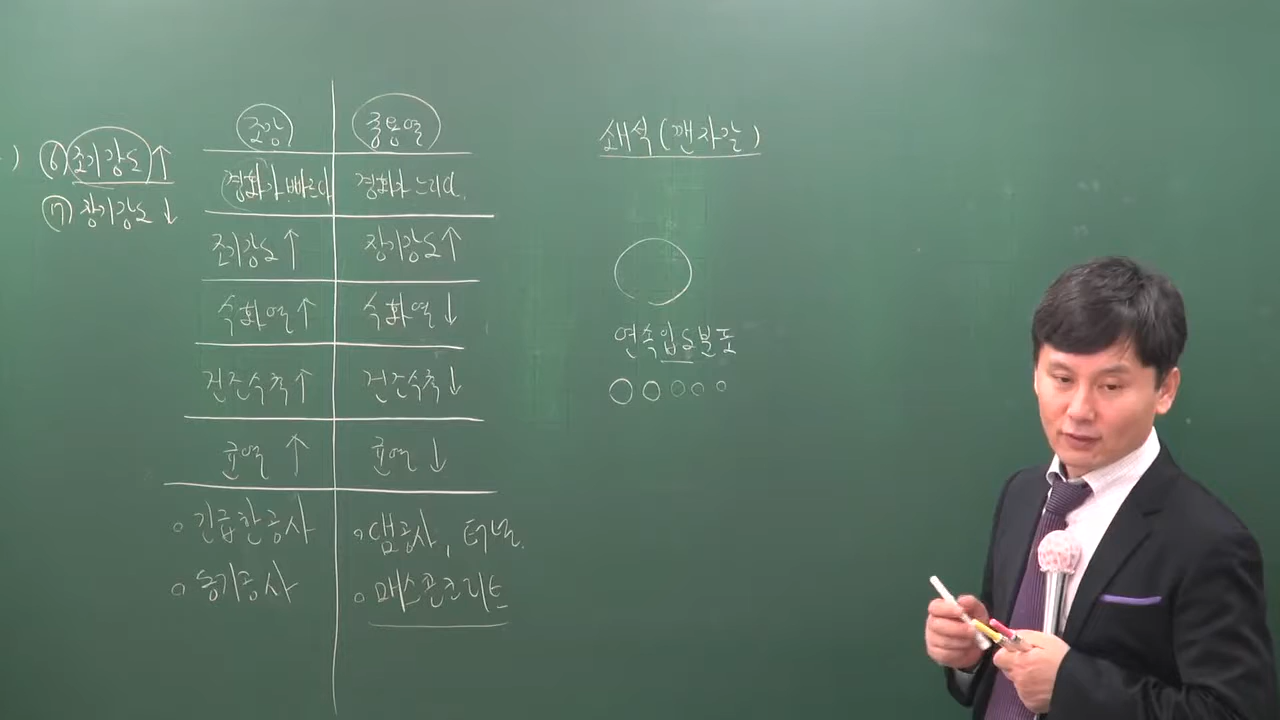 ) ⑥ 조기강도 ↑
⑦ 장기강도 ↓
조강 중용열
경화가 빠르다 경화가 느리다.
조기강도 ↑ 장기강도 ↑
수화열 ↑ 수화열 ↓
건조수축 ↑ 건조수축 ↓
균열 ↑ 균열 ↓
○ 긴급한공사 ○ 댐공사, 터널.
○ 동기공사 ○ 매스콘크리트
쇄석(깬자갈)
연속입도분포